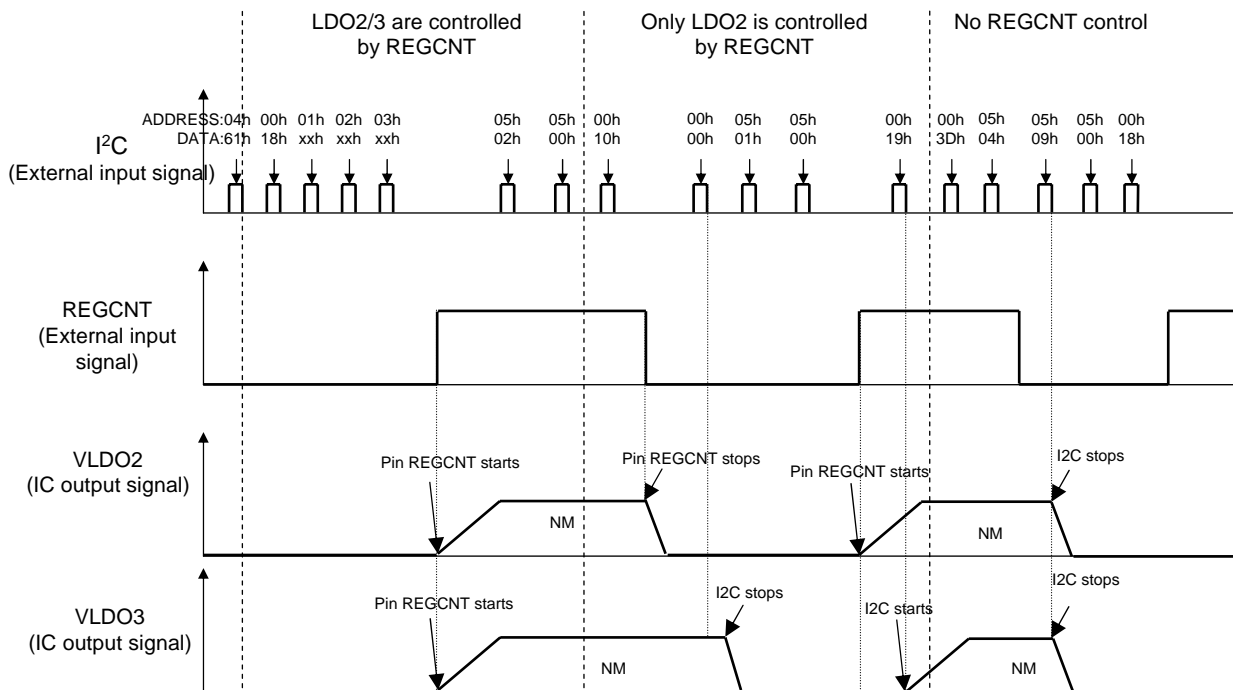 LDO2/3 are controlled
by REGCNT
Only LDO2 is controlled
by REGCNT
No REGCNT control
ADDRESS:04h 00h 01h 02h 03h 05h 05h 00h 00h 05h 05h 00h 00h 05h 05h 05h 00h
DATA:61h 18h xxh xxh xxh 02h 00h 10h 00h 01h 00h 19h 3Dh 04h 09h 00h 18h
I²C
(External input signal)
REGCNT
(External input
signal)
VLDO2
(IC output signal)
Pin REGCNT starts
Pin REGCNT stops
Pin REGCNT starts
I2C stops
NM
NM
VLDO3
(IC output signal)
Pin REGCNT starts
I2C stops
I2C starts
I2C stops
NM
NM